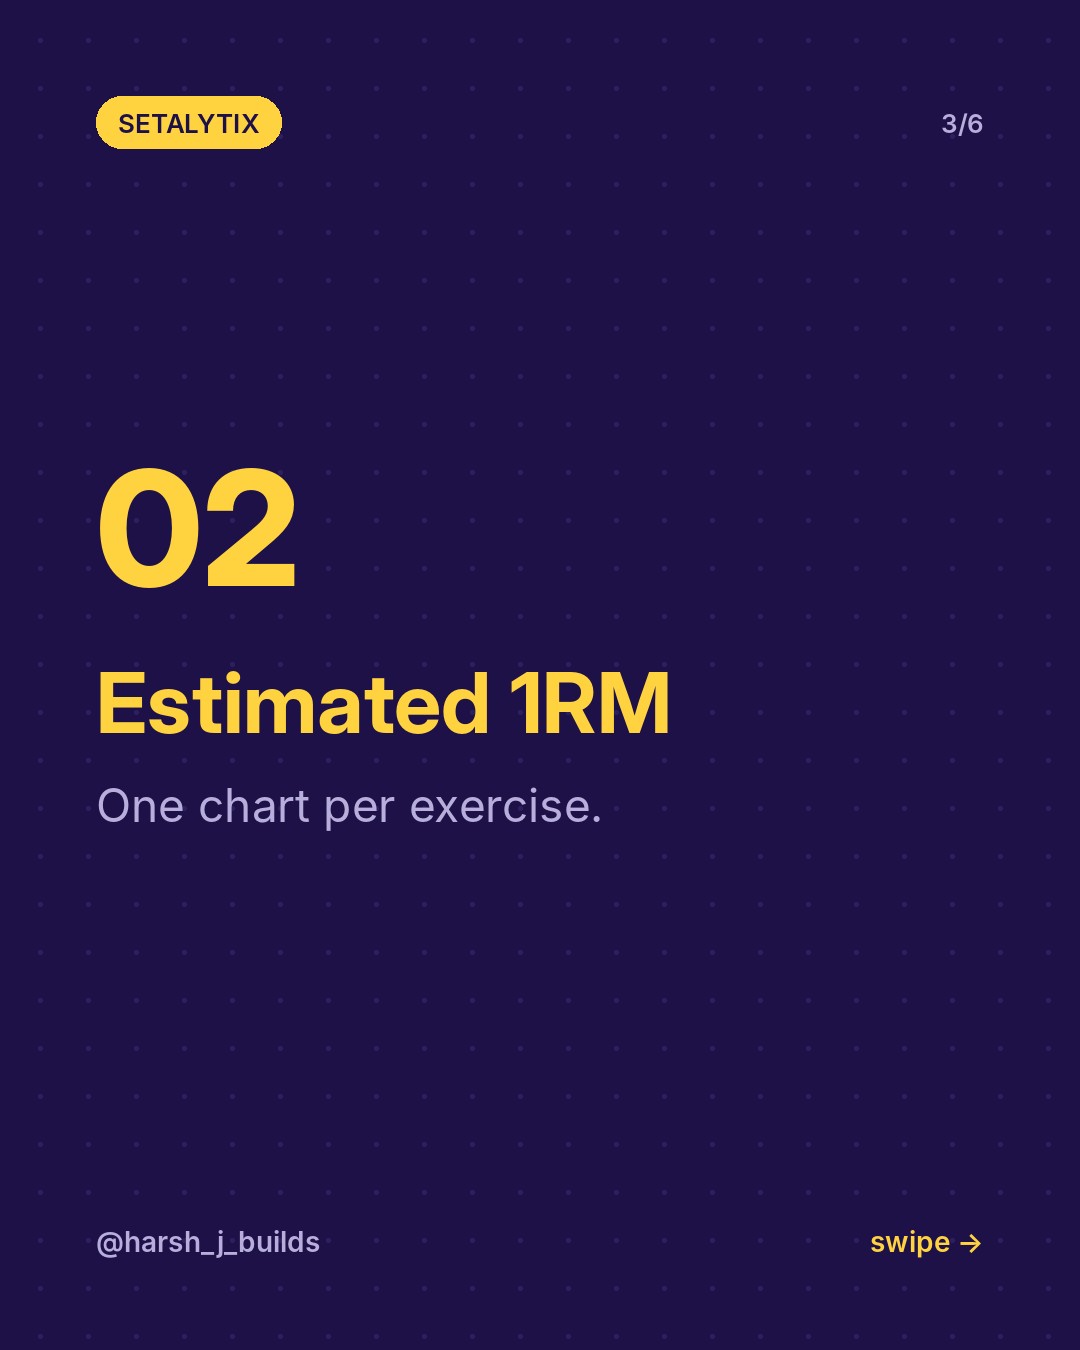 SETALYTIX
3/6
02
Estimated 1RM
One chart per exercise.
@harsh_j_builds
swipe →